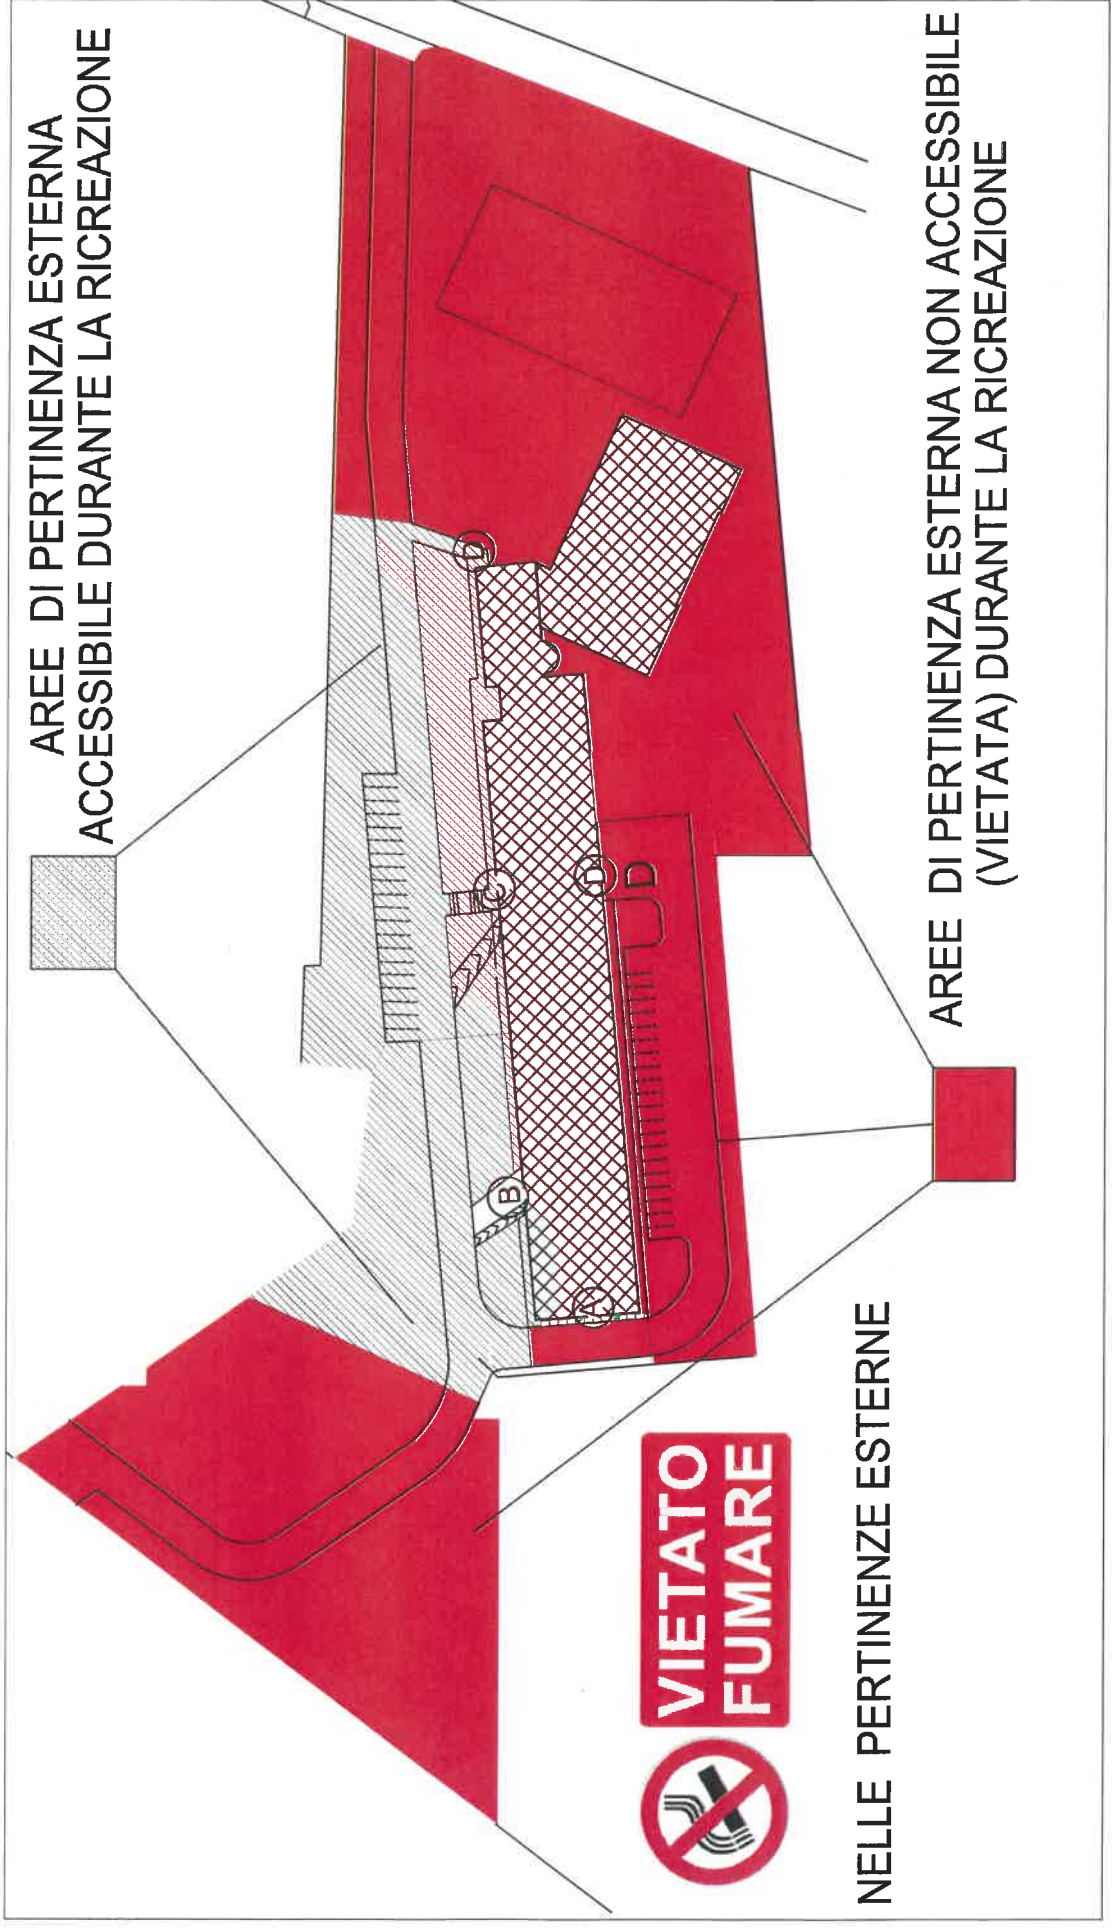 AREE DI PERTINENZA ESTERNA
ACCESSIBILE DURANTE LA RICREAZIONE
D
C
D
D
B
A
VIETATO
FUMARE
NELLE PERTINENZE ESTERNE
AREE DI PERTINENZA ESTERNA NON ACCESSIBILE
(VIETATA) DURANTE LA RICREAZIONE